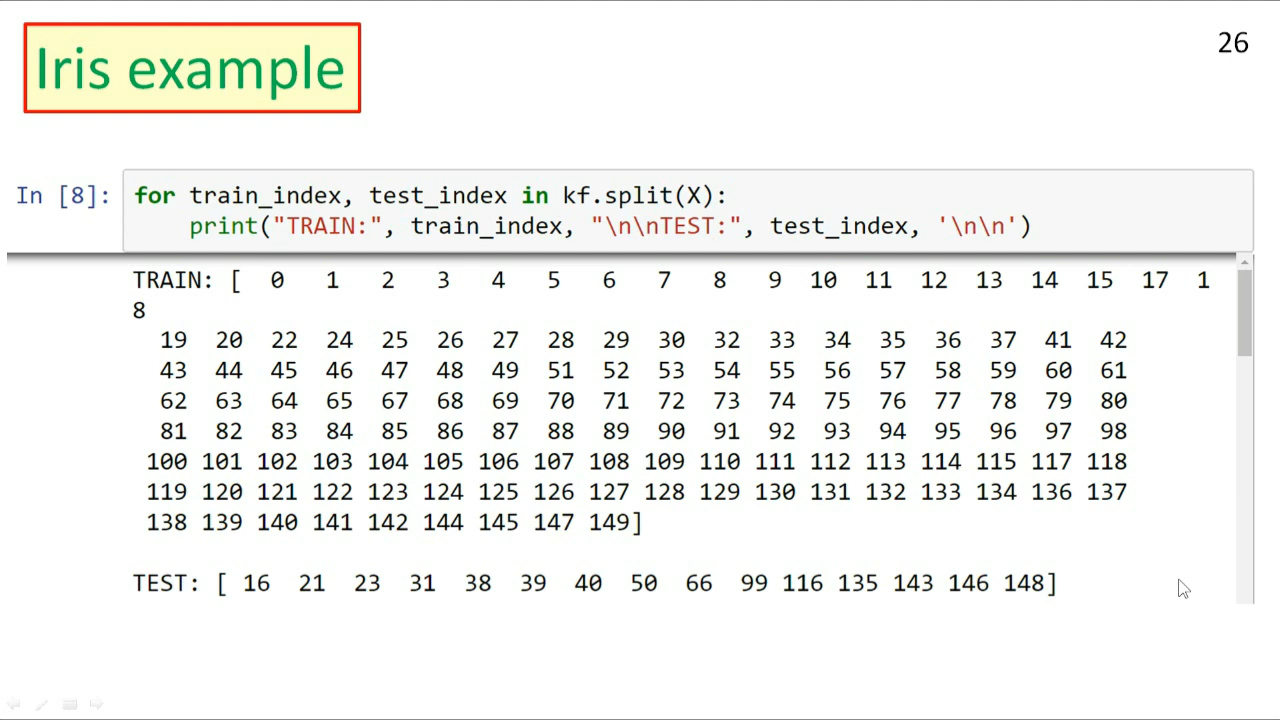 Iris example
26
In [8]:
for train_index, test_index in kf.split(X):
print("TRAIN:", train_index, "\n\nTEST:", test_index, '\n\n')
TRAIN: [ 0 1 2 3 4 5 6 7 8 9 10 11 12 13 14 15 17 1
8
19 20 22 24 25 26 27 28 29 30 32 33 34 35 36 37 41 42
43 44 45 46 47 48 49 51 52 53 54 55 56 57 58 59 60 61
62 63 64 65 67 68 69 70 71 72 73 74 75 76 77 78 79 80
81 82 83 84 85 86 87 88 89 90 91 92 93 94 95 96 97 98
100 101 102 103 104 105 106 107 108 109 110 111 112 113 114 115 117 118
119 120 121 122 123 124 125 126 127 128 129 130 131 132 133 134 136 137
138 139 140 141 142 144 145 147 149]
TEST: [ 16 21 23 31 38 39 40 50 66 99 116 135 143 146 148]